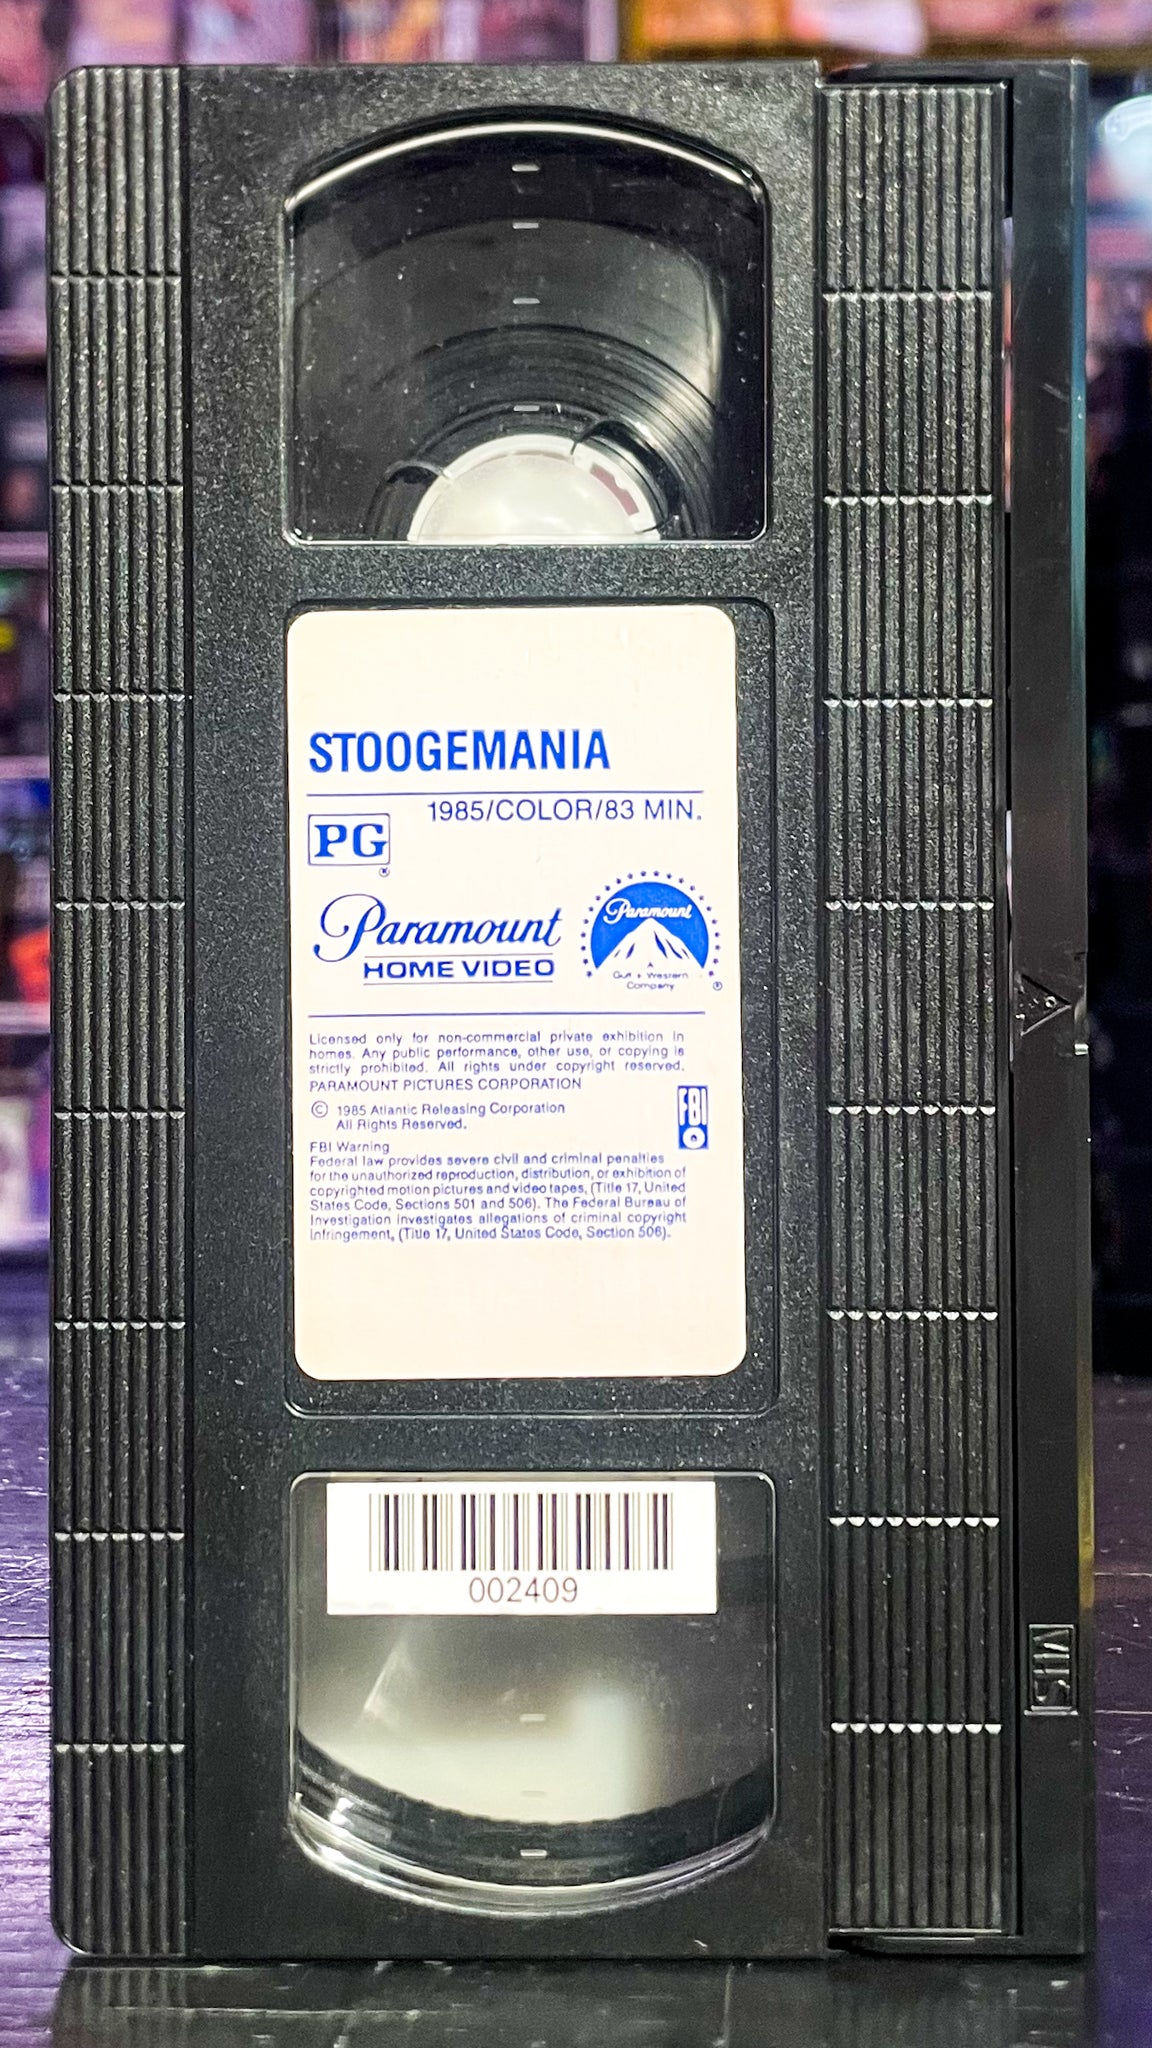 STOOGEMANIA
1985/COLOR/83 MIN.
PG
®
Paramount
HOME VIDEO
Paramount
A
Gulf + Western
Company
®
Licensed only for non-commercial private exhibition in
homes. Any public performance, other use, or copying is
strictly prohibited. All rights under copyright reserved.
PARAMOUNT PICTURES CORPORATION
© 1985 Atlantic Releasing Corporation
All Rights Reserved.
FBI
FBI Warning
Federal law provides severe civil and criminal penalties
for the unauthorized reproduction, distribution, or exhibition of
copyrighted motion pictures and video tapes, (Title 17, United
States Code, Sections 501 and 506). The Federal Bureau of
Investigation investigates allegations of criminal copyright
infringement, (Title 17, United States Code, Section 506).
002409
VHS